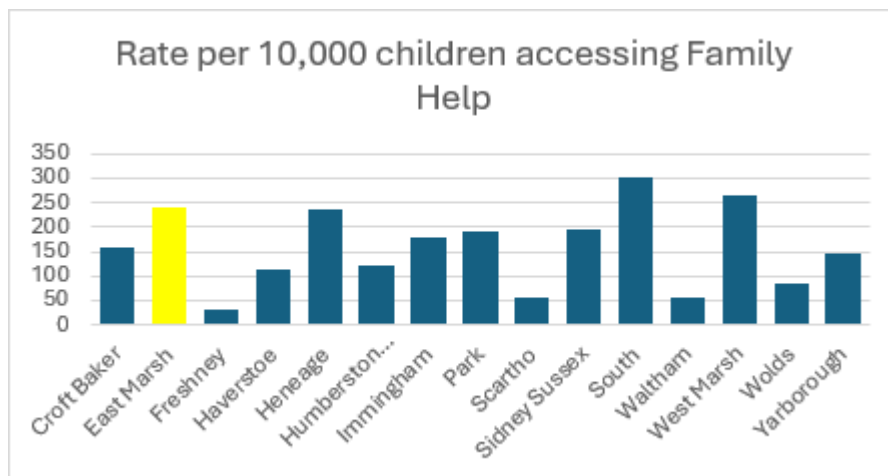 Rate per 10,000 children accessing Family
Help
350
300
250
200
150
100
50
0
Croft Baker
East Marsh
Freshney
Haverstoe
Heneage
Humberston...
Immingham
Park
Scartho
Sidney Sussex
South
Waltham
West Marsh
Wolds
Yarborough